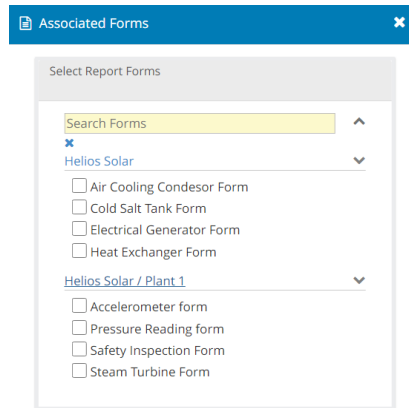 Associated Forms
Select Report Forms
Search Forms
Helios Solar
Air Cooling Condesor Form
Cold Salt Tank Form
Electrical Generator Form
Heat Exchanger Form
Helios Solar / Plant 1
Accelerometer form
Pressure Reading form
Safety Inspection Form
Steam Turbine Form